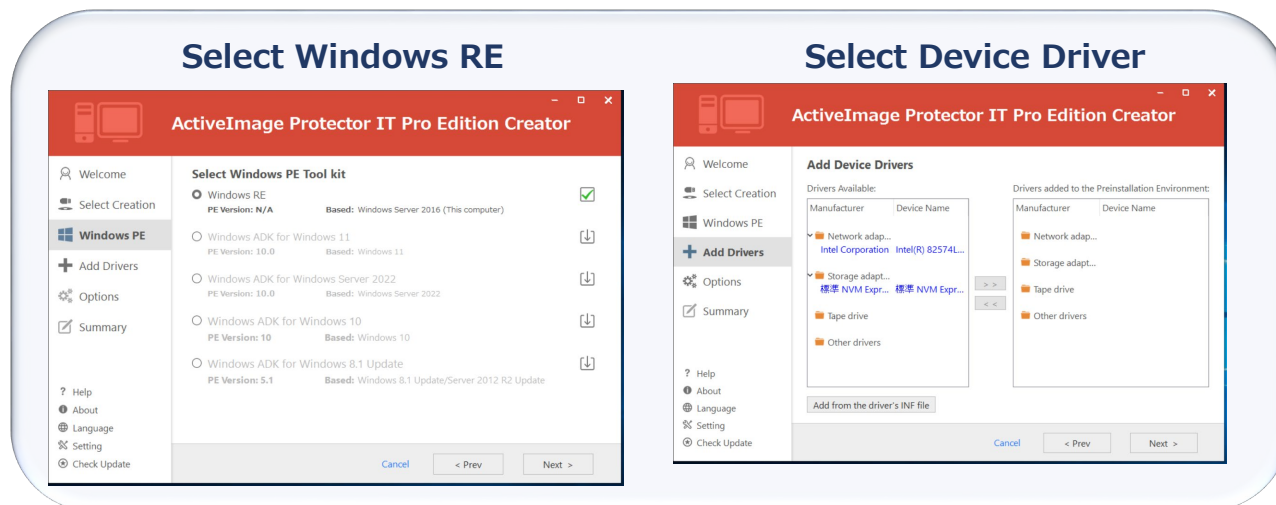 Select Windows RE
ActiveImage Protector IT Pro Edition Creator
Welcome
Select Creation
Windows PE
Add Drivers
Options
Summary
? Help
About
Language
Setting
Check Update
Select Windows PE Tool kit
Windows RE
PE Version: N/A Based: Windows Server 2016 (This computer)
Windows ADK for Windows 11
PE Version: 10.0 Based: Windows 11
Windows ADK for Windows Server 2022
PE Version: 10.0 Based: Windows Server 2022
Windows ADK for Windows 10
PE Version: 10 Based: Windows 10
Windows ADK for Windows 8.1 Update
PE Version: 5.1 Based: Windows 8.1 Update/Server 2012 R2 Update
Cancel < Prev Next >
Select Device Driver
ActiveImage Protector IT Pro Edition Creator
Welcome
Select Creation
Windows PE
Add Drivers
Options
Summary
? Help
About
Language
Setting
Check Update
Add Device Drivers
Drivers Available:
Manufacturer Device Name
Network adap...
Intel Corporation Intel(R) 82574L...
Storage adapt...
標準 NVM Expr... 標準 NVM Expr...
Tape drive
Other drivers
Add from the driver's INF file
> >
< <
Drivers added to the Preinstallation Environment:
Manufacturer Device Name
Network adap...
Storage adapt...
Tape drive
Other drivers
Cancel < Prev Next >